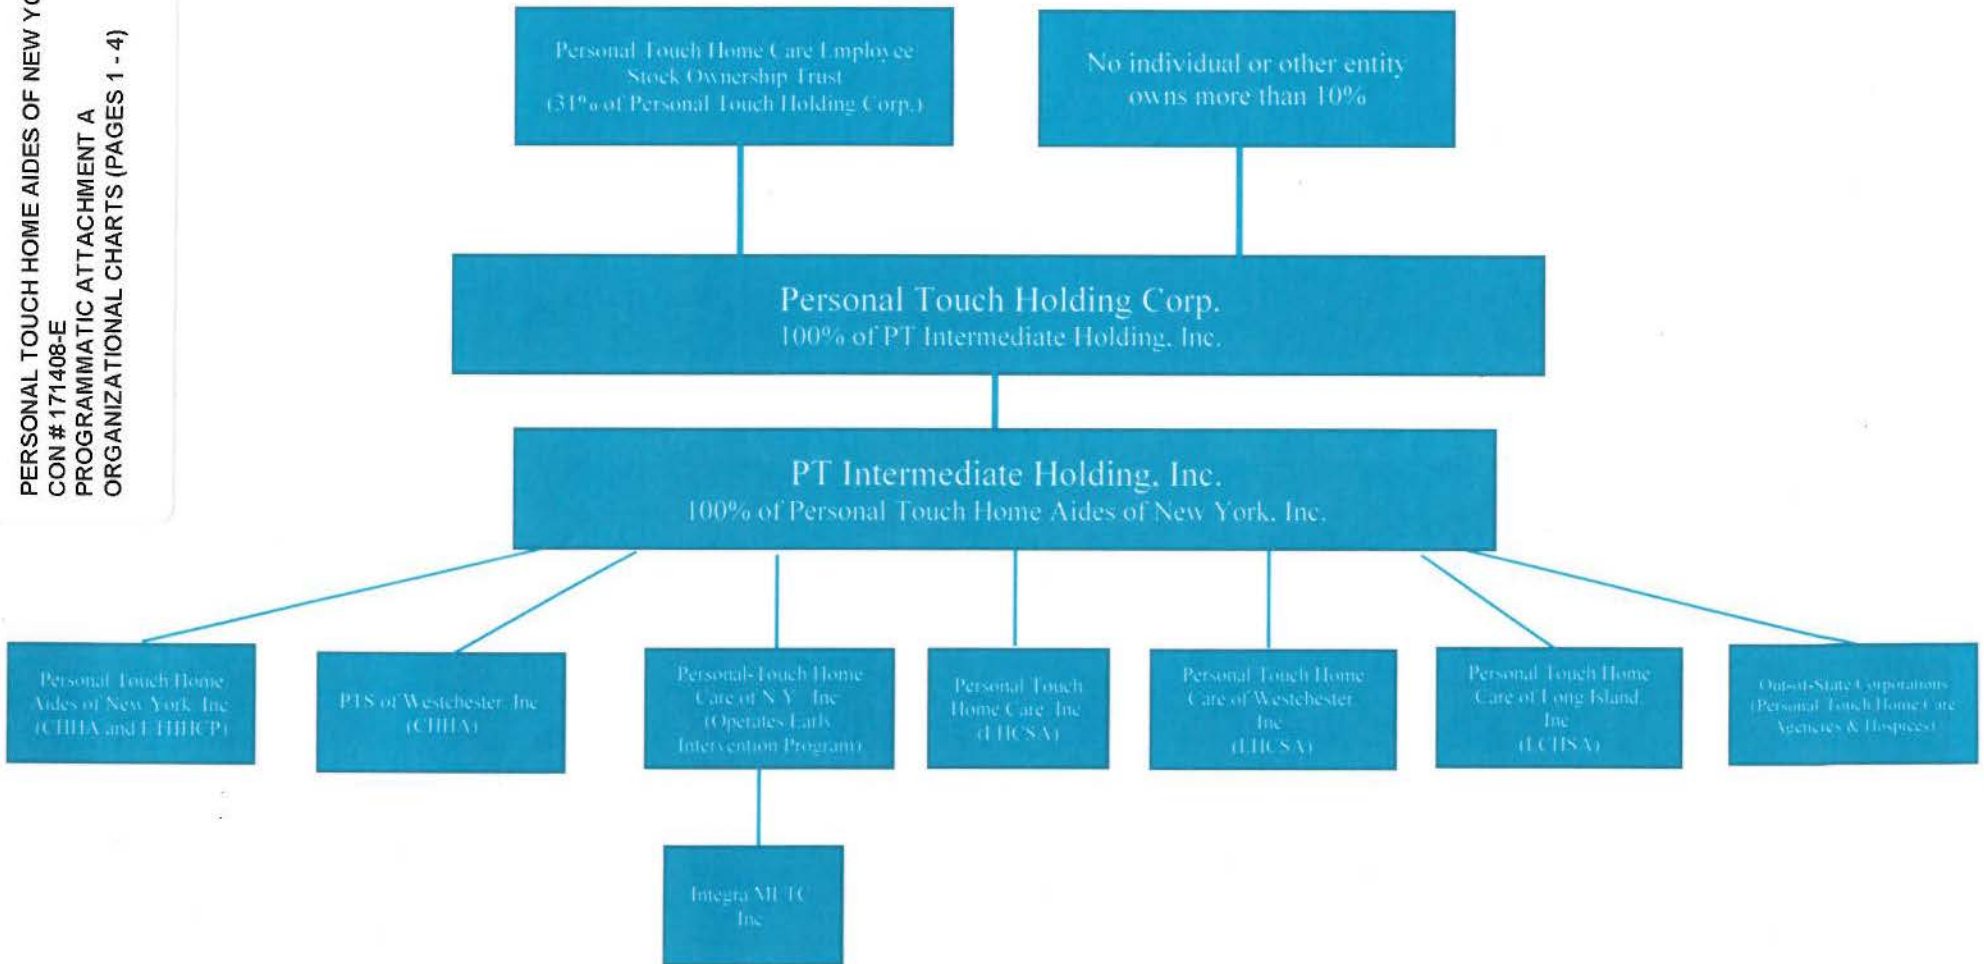 PERSONAL TOUCH HOME AIDES OF NEW YO
CON # 171408-E
PROGRAMMATIC ATTACHMENT A
ORGANIZATIONAL CHARTS (PAGES 1 - 4)
Personal Touch Home Care Employee
Stock Ownership Trust
(31% of Personal Touch Holding Corp.)
No individual or other entity
owns more than 10%
Personal Touch Holding Corp.
100% of PT Intermediate Holding, Inc.
PT Intermediate Holding, Inc.
100% of Personal Touch Home Aides of New York, Inc.
Personal Touch Home
Aides of New York Inc
(CHHA and LTHHCP)
PTS of Westchester Inc
(CHHA)
Personal-Touch Home
Care of N.Y. Inc
(Operates Early
Intervention Program)
Personal Touch
Home Care Inc
(LHCSA)
Personal Touch Home
Care of Westchester
Inc
(LHCSA)
Personal Touch Home
Care of Long Island,
Inc
(LCHSA)
Out-of-State Corporations
(Personal Touch Home Care
Agencies & Hospices)
Integra MLTC
Inc